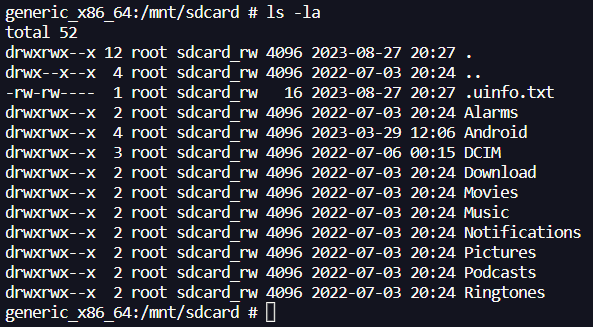 generic_x86_64:/mnt/sdcard # ls -la
total 52
drwxrwx--x 12 root sdcard_rw 4096 2023-08-27 20:27 .
drwx--x--x  4 root sdcard_rw 4096 2022-07-03 20:24 ..
-rw-rw----  1 root sdcard_rw   16 2023-08-27 20:27 .uinfo.txt
drwxrwx--x  2 root sdcard_rw 4096 2022-07-03 20:24 Alarms
drwxrwx--x  4 root sdcard_rw 4096 2023-03-29 12:06 Android
drwxrwx--x  3 root sdcard_rw 4096 2022-07-06 00:15 DCIM
drwxrwx--x  2 root sdcard_rw 4096 2022-07-03 20:24 Download
drwxrwx--x  2 root sdcard_rw 4096 2022-07-03 20:24 Movies
drwxrwx--x  2 root sdcard_rw 4096 2022-07-03 20:24 Music
drwxrwx--x  2 root sdcard_rw 4096 2022-07-03 20:24 Notifications
drwxrwx--x  2 root sdcard_rw 4096 2022-07-03 20:24 Pictures
drwxrwx--x  2 root sdcard_rw 4096 2022-07-03 20:24 Podcasts
drwxrwx--x  2 root sdcard_rw 4096 2022-07-03 20:24 Ringtones
generic_x86_64:/mnt/sdcard #